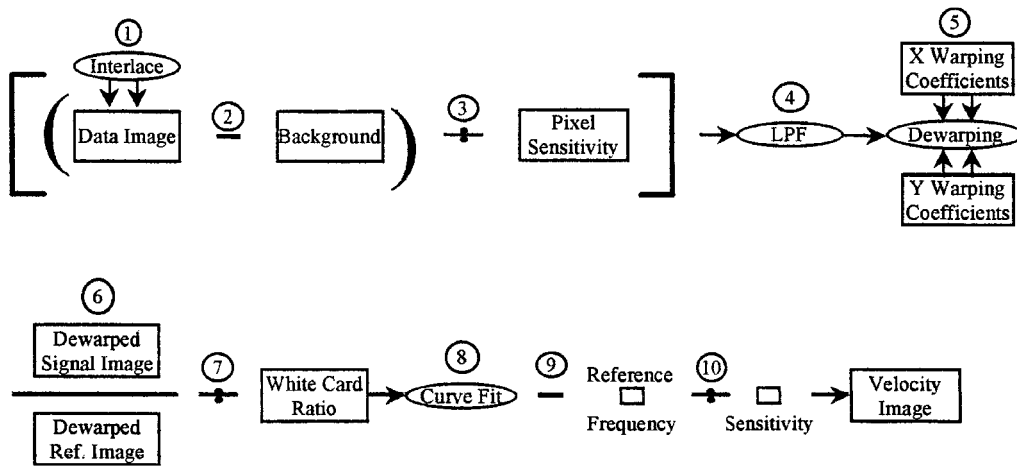 1
Interlace
Data Image
2
Background
3
Pixel
Sensitivity
4
LPF
5
X Warping
Coefficients
Dewarping
Y Warping
Coefficients
6
Dewarped
Signal Image
Dewarped
Ref. Image
7
White Card
Ratio
8
Curve Fit
9
Reference
Frequency
10
Sensitivity
Velocity
Image